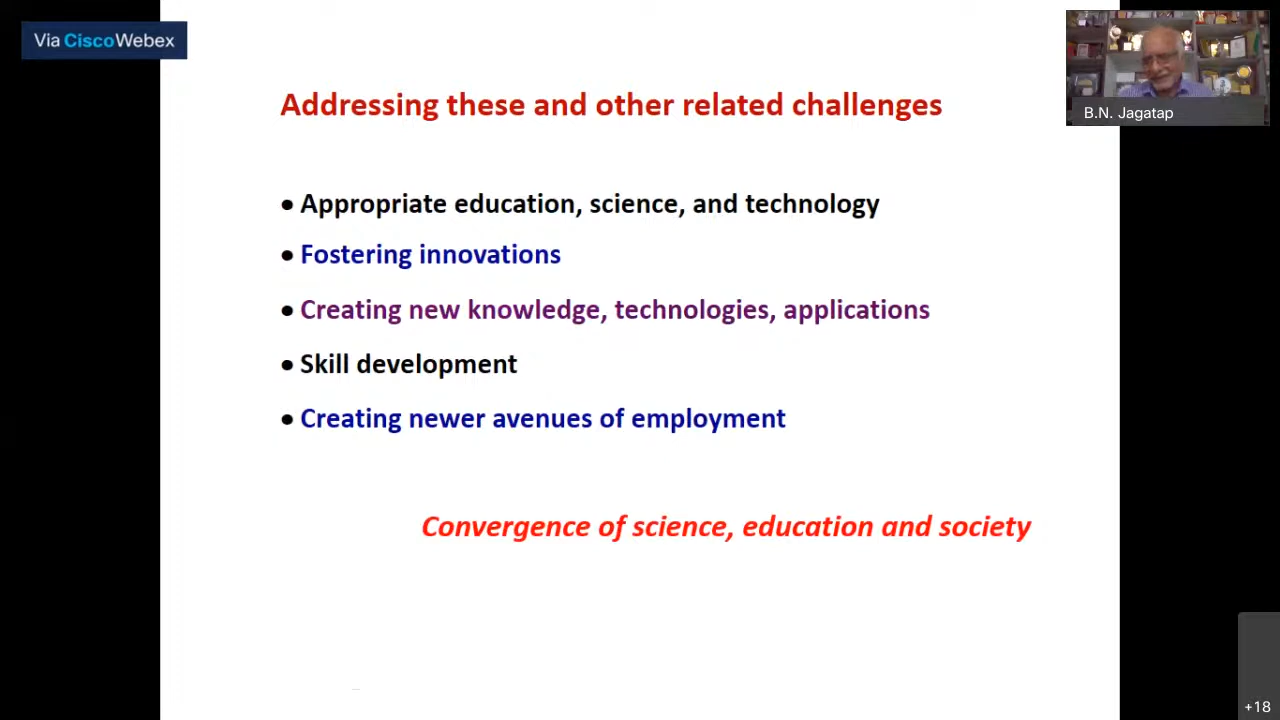 Via CiscoWebex
B.N. Jagatap
Addressing these and other related challenges
• Appropriate education, science, and technology
• Fostering innovations
• Creating new knowledge, technologies, applications
• Skill development
• Creating newer avenues of employment
Convergence of science, education and society
+18